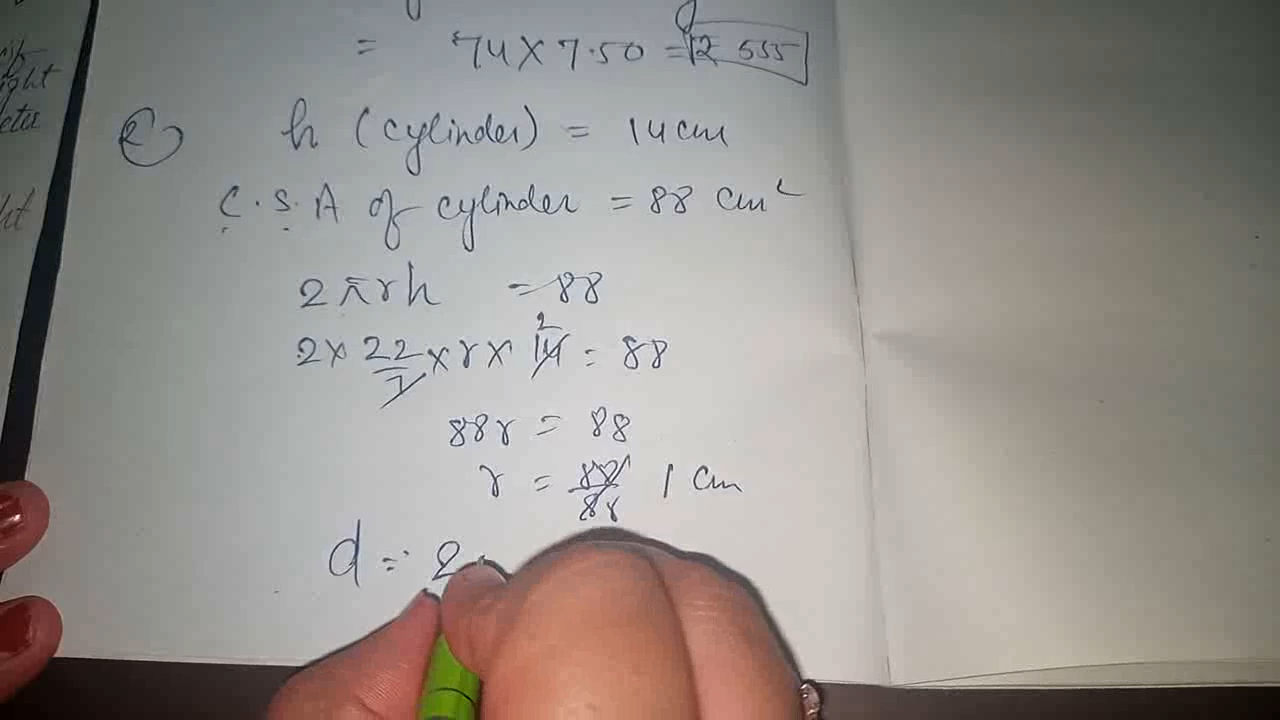 = 74 × 7.50 = ₹ 555
h (cylinder) = 14 cm
C.S.A of cylinder = 88 cm²
2πrh = 88
2 × 22/7 × r × 14 2 = 88
88r = 88
r = 88/88 1 cm
d = 2